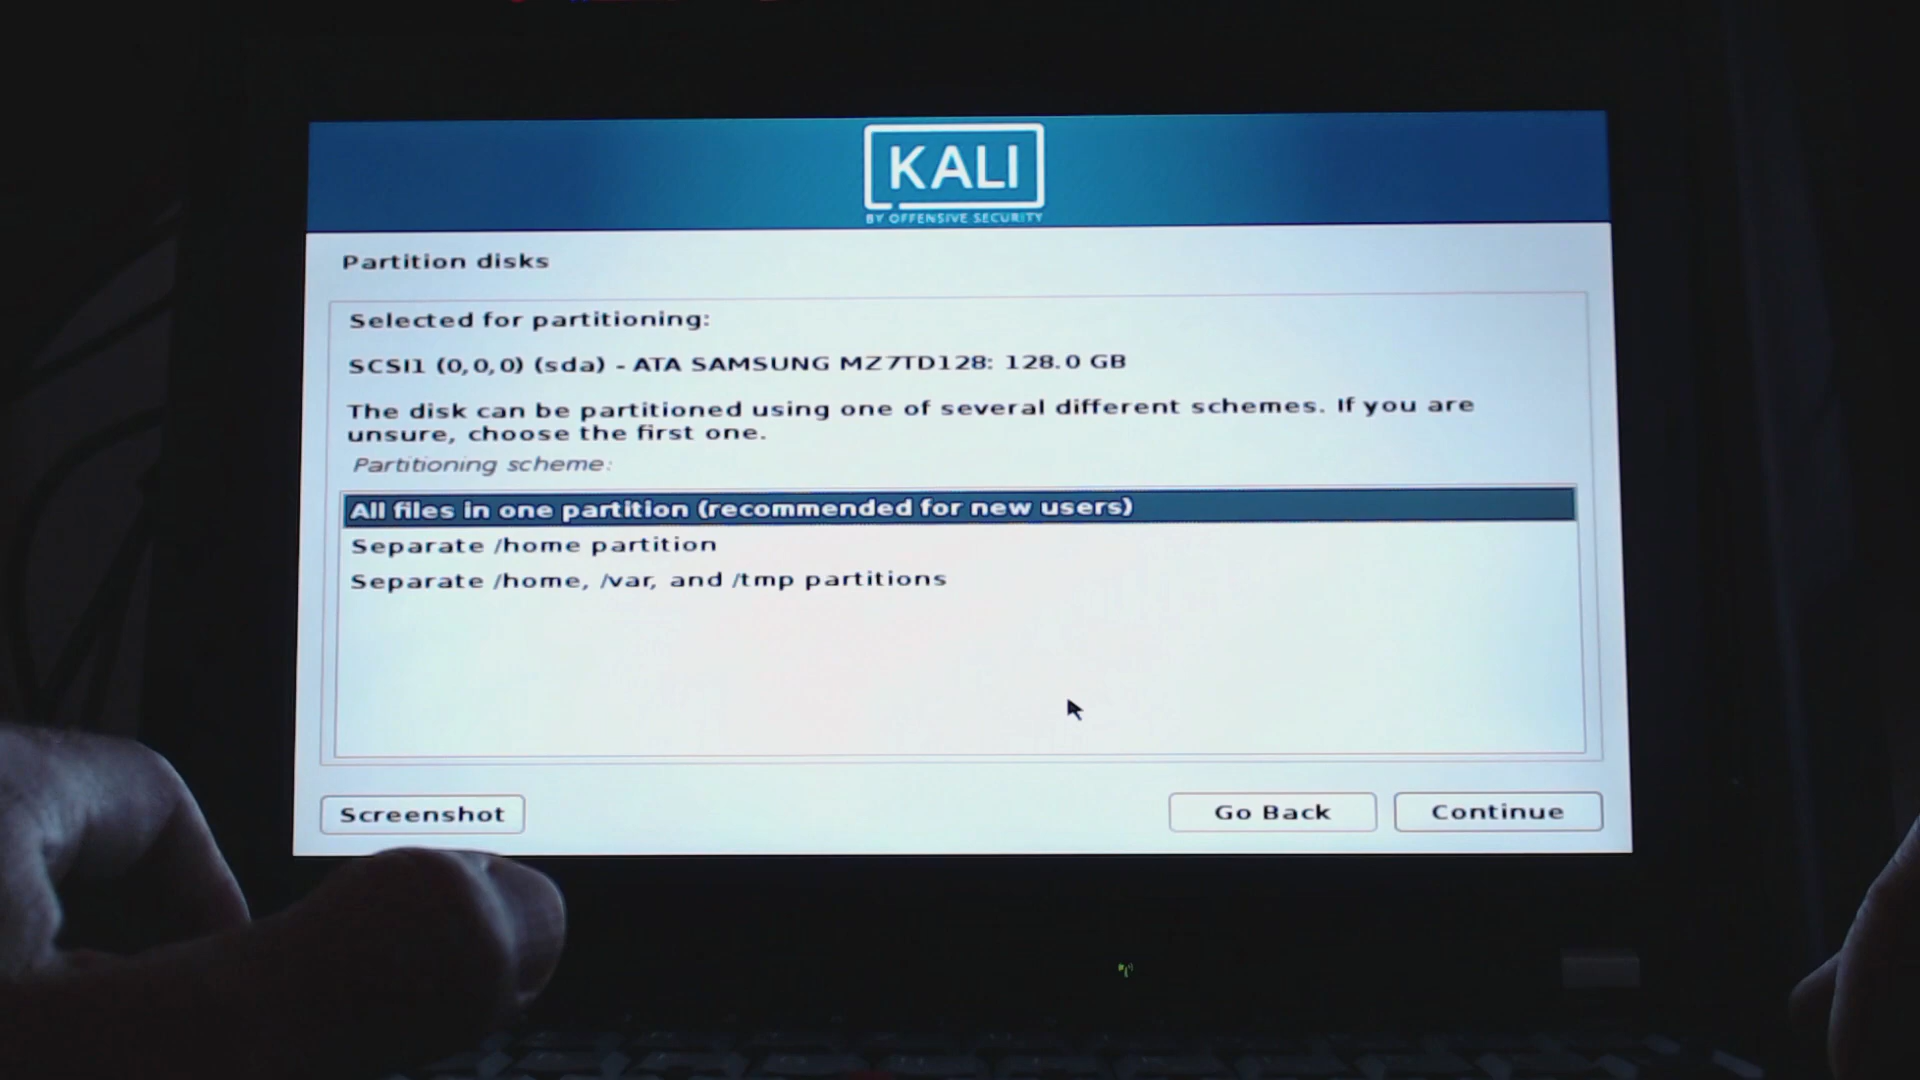 KALI
BY OFFENSIVE SECURITY
Partition disks
Selected for partitioning:
SCSI1 (0,0,0) (sda) - ATA SAMSUNG MZ7TD128: 128.0 GB
The disk can be partitioned using one of several different schemes. If you are
unsure, choose the first one.
Partitioning scheme:
All files in one partition (recommended for new users)
Separate /home partition
Separate /home, /var, and /tmp partitions
Screenshot
Go Back
Continue